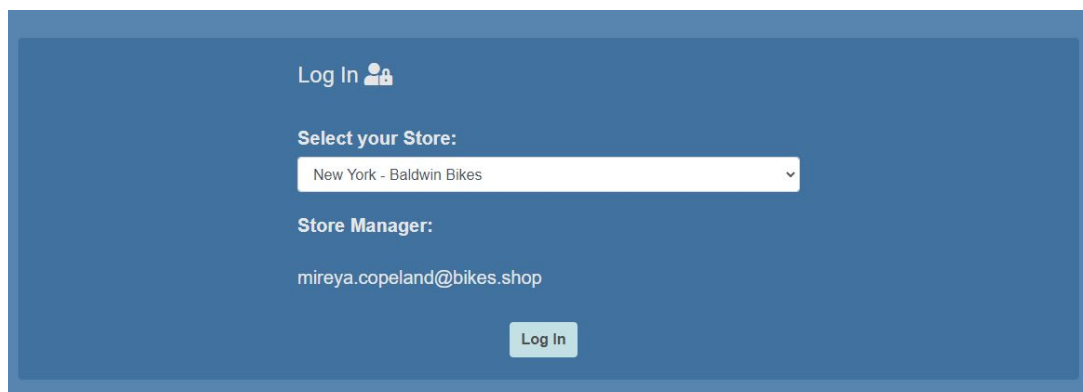 Log In
Select your Store:
New York - Baldwin Bikes
Store Manager:
mireya.copeland@bikes.shop
Log In